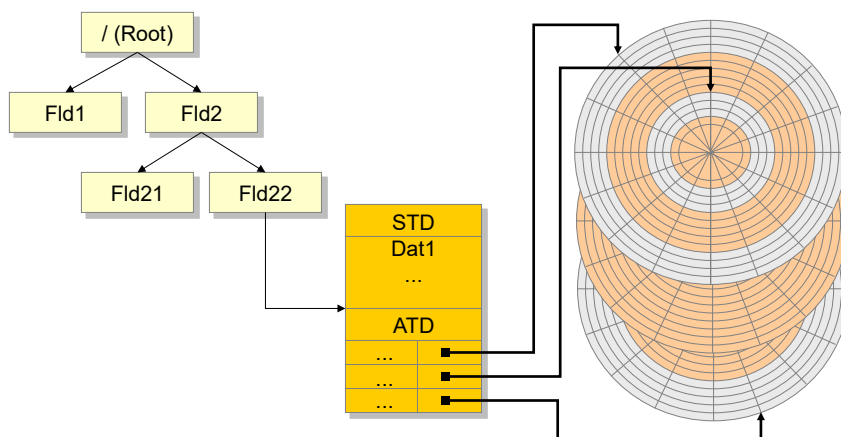 / (Root)
Fld1
Fld2
Fld21
Fld22
STD
Dat1
...
ATD
...
...
...